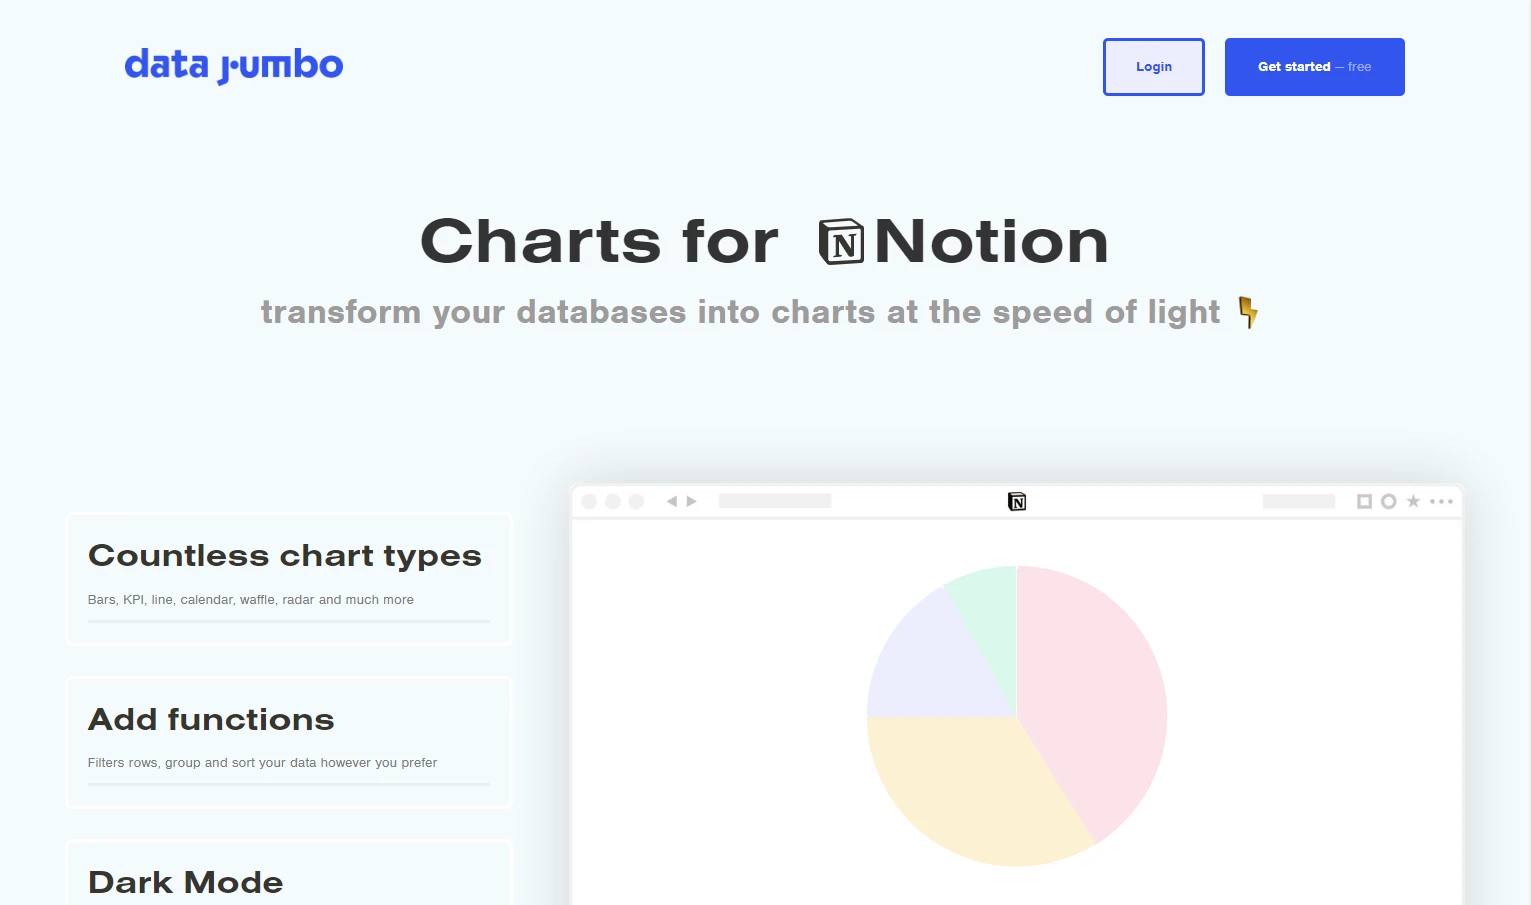 data jumbo
Login
Get started — free
Charts for N Notion
transform your databases into charts at the speed of light
N
Countless chart types
Bars, KPI, line, calendar, waffle, radar and much more
Add functions
Filters rows, group and sort your data however you prefer
Dark Mode